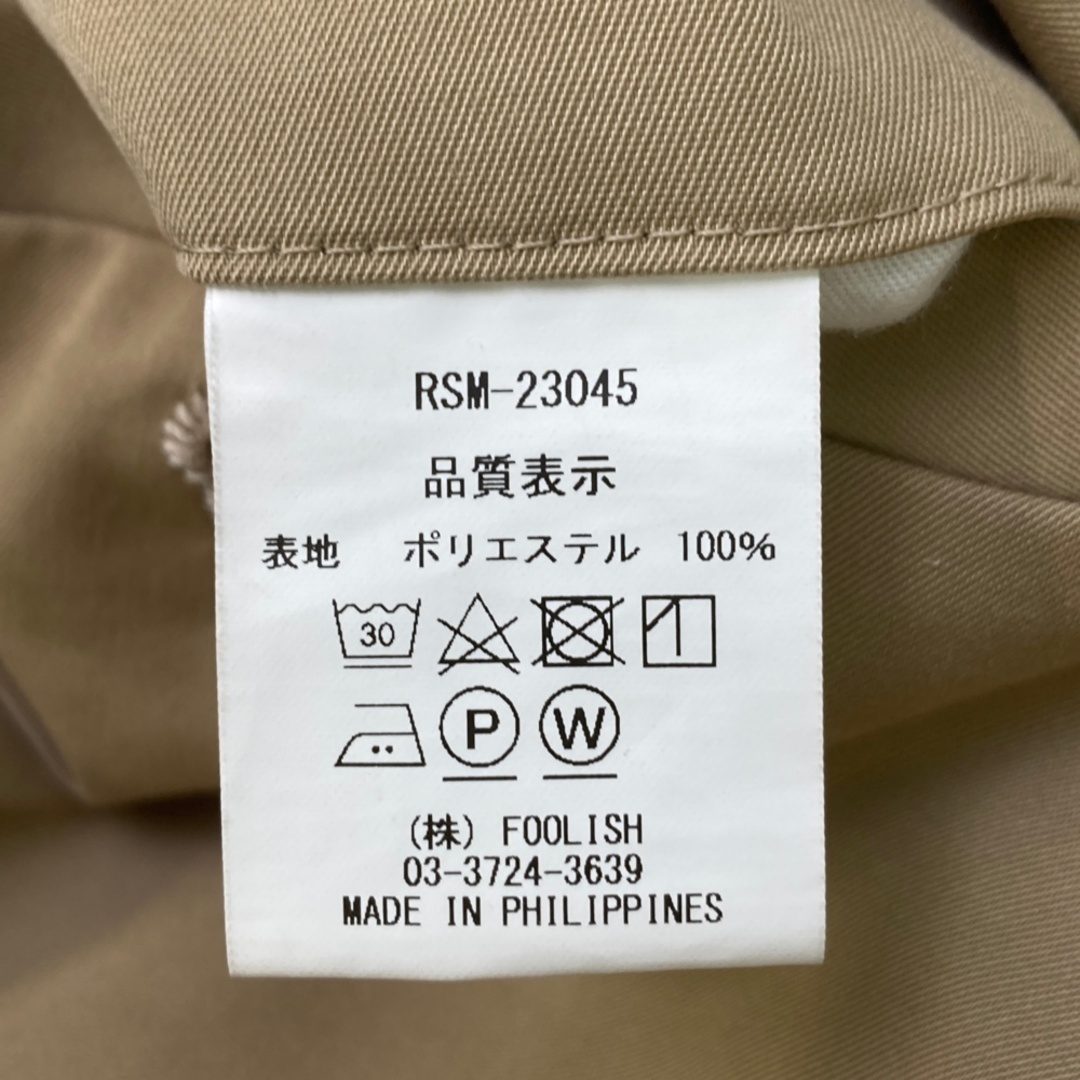 RSM-23045
品質表示
表地 ポリエステル 100%
30
P W
(株) FOOLISH
03-3724-3639
MADE IN PHILIPPINES